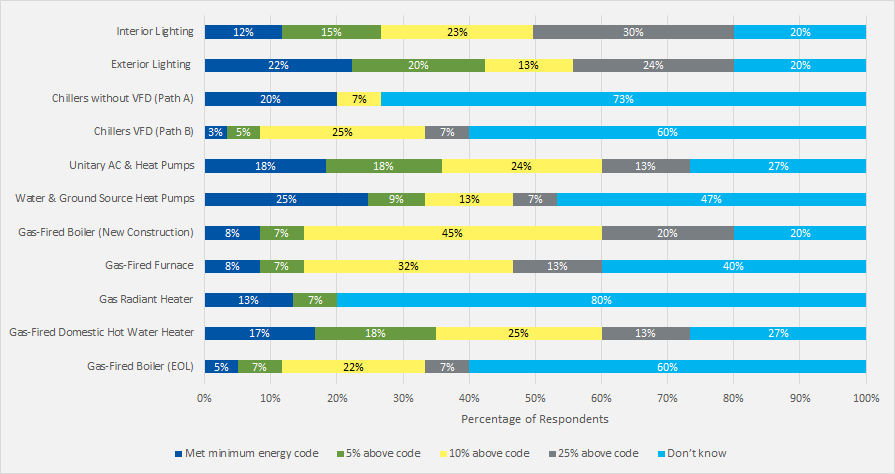 Interior Lighting 12% 15% 23% 30% 20%
Exterior Lighting 22% 20% 13% 24% 20%
Chillers without VFD (Path A) 20% 7% 73%
Chillers VFD (Path B) 3% 5% 25% 7% 60%
Unitary AC & Heat Pumps 18% 18% 24% 13% 27%
Water & Ground Source Heat Pumps 25% 9% 13% 7% 47%
Gas-Fired Boiler (New Construction) 8% 7% 45% 20% 20%
Gas-Fired Furnace 8% 7% 32% 13% 40%
Gas Radiant Heater 13% 7% 80%
Gas-Fired Domestic Hot Water Heater 17% 18% 25% 13% 27%
Gas-Fired Boiler (EOL) 5% 7% 22% 7% 60%
0% 10% 20% 30% 40% 50% 60% 70% 80% 90% 100%
Percentage of Respondents
Met minimum energy code 5% above code 10% above code 25% above code Don't know